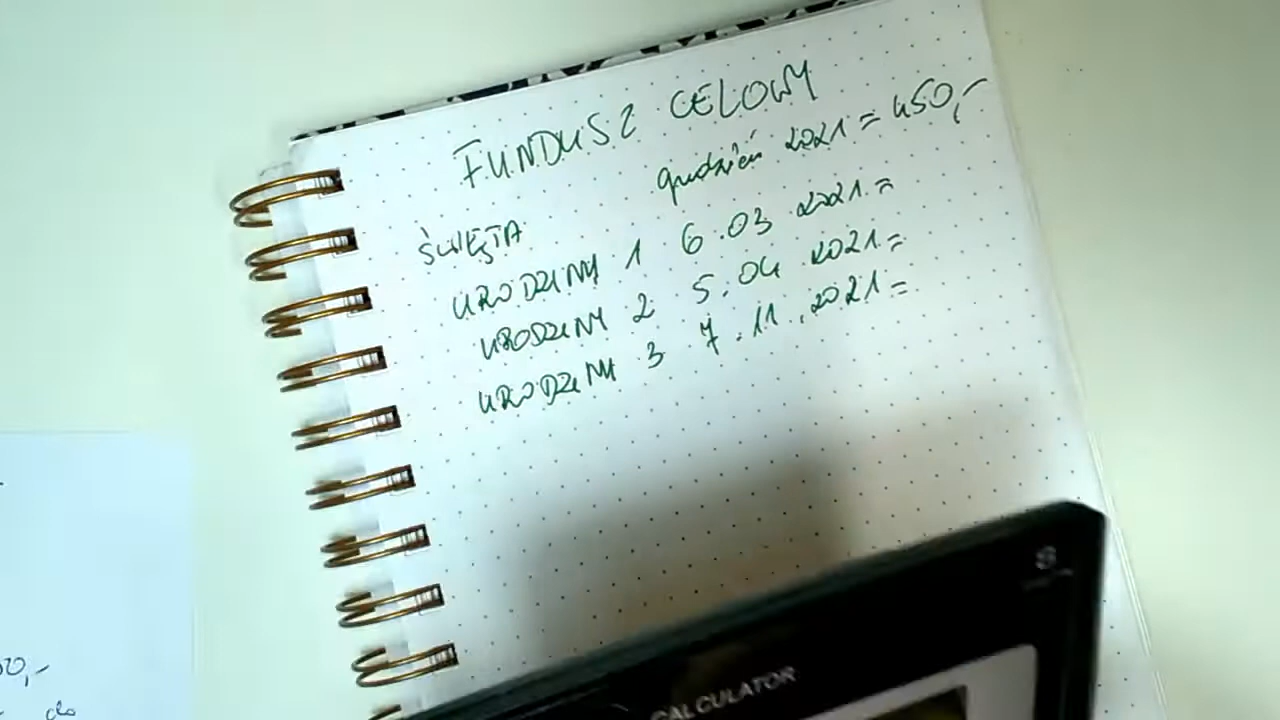 FUNDUSZ CELOWY
ŚWIĘTA grudzień 2021 = 450,-
URODZINY 1 6.03 2021 =
URODZINY 2 5.04 2021 =
URODZINY 3 7.11.2021 =
CALCULATOR
do